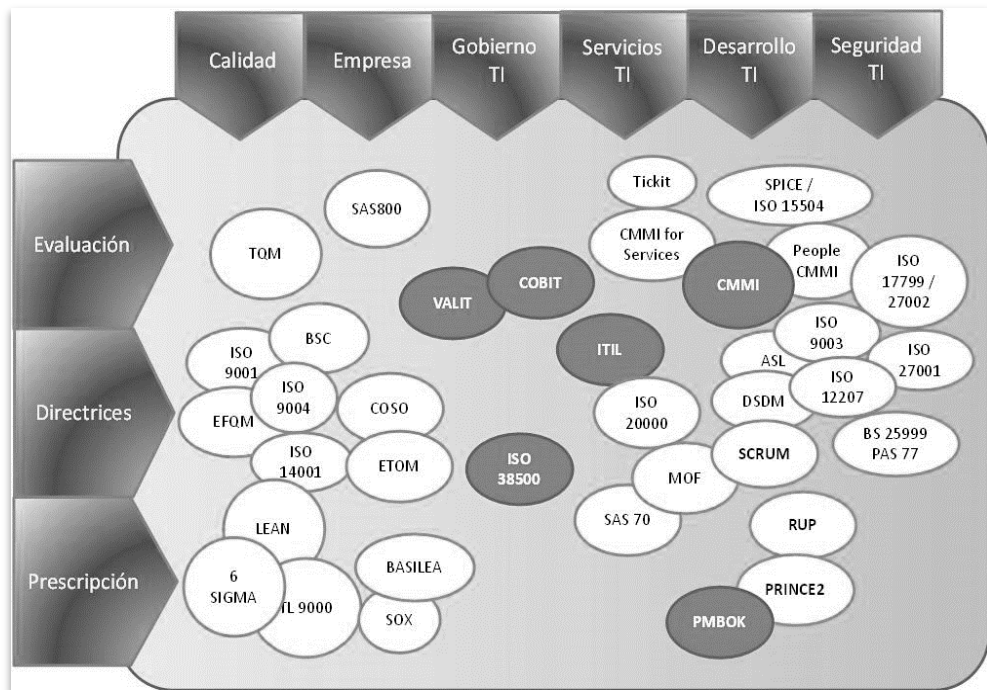 Calidad
Empresa
Gobierno
TI
Servicios
TI
Desarrollo
TI
Seguridad
TI
Evaluación
Directrices
Prescripción
Tickit
SPICE /
ISO 15504
SAS800
TQM
CMMI for
Services
People
CMMI
ISO
17799 /
27002
VALIT
COBIT
CMMI
BSC
ISO
9001
ISO
9004
EFQM
COSO
ISO
14001
ETOM
ITIL
ISO
9003
ASL
ISO
27001
ISO
12207
DSDM
ISO
20000
BS 25999
PAS 77
SCRUM
ISO
38500
MOF
SAS 70
RUP
LEAN
BASILEA
6
SIGMA
TL 9000
SOX
PRINCE2
PMBOK